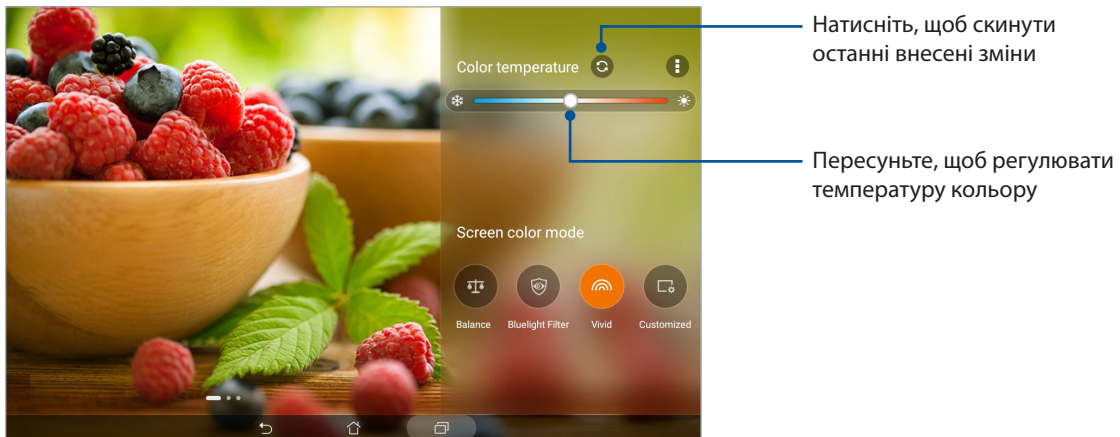 Натисніть, щоб скинути
останні внесені зміни
Color temperature
Пересуньте, щоб регулювати
температуру кольору
Screen color mode
Balance Bluelight Filter Vivid Customized